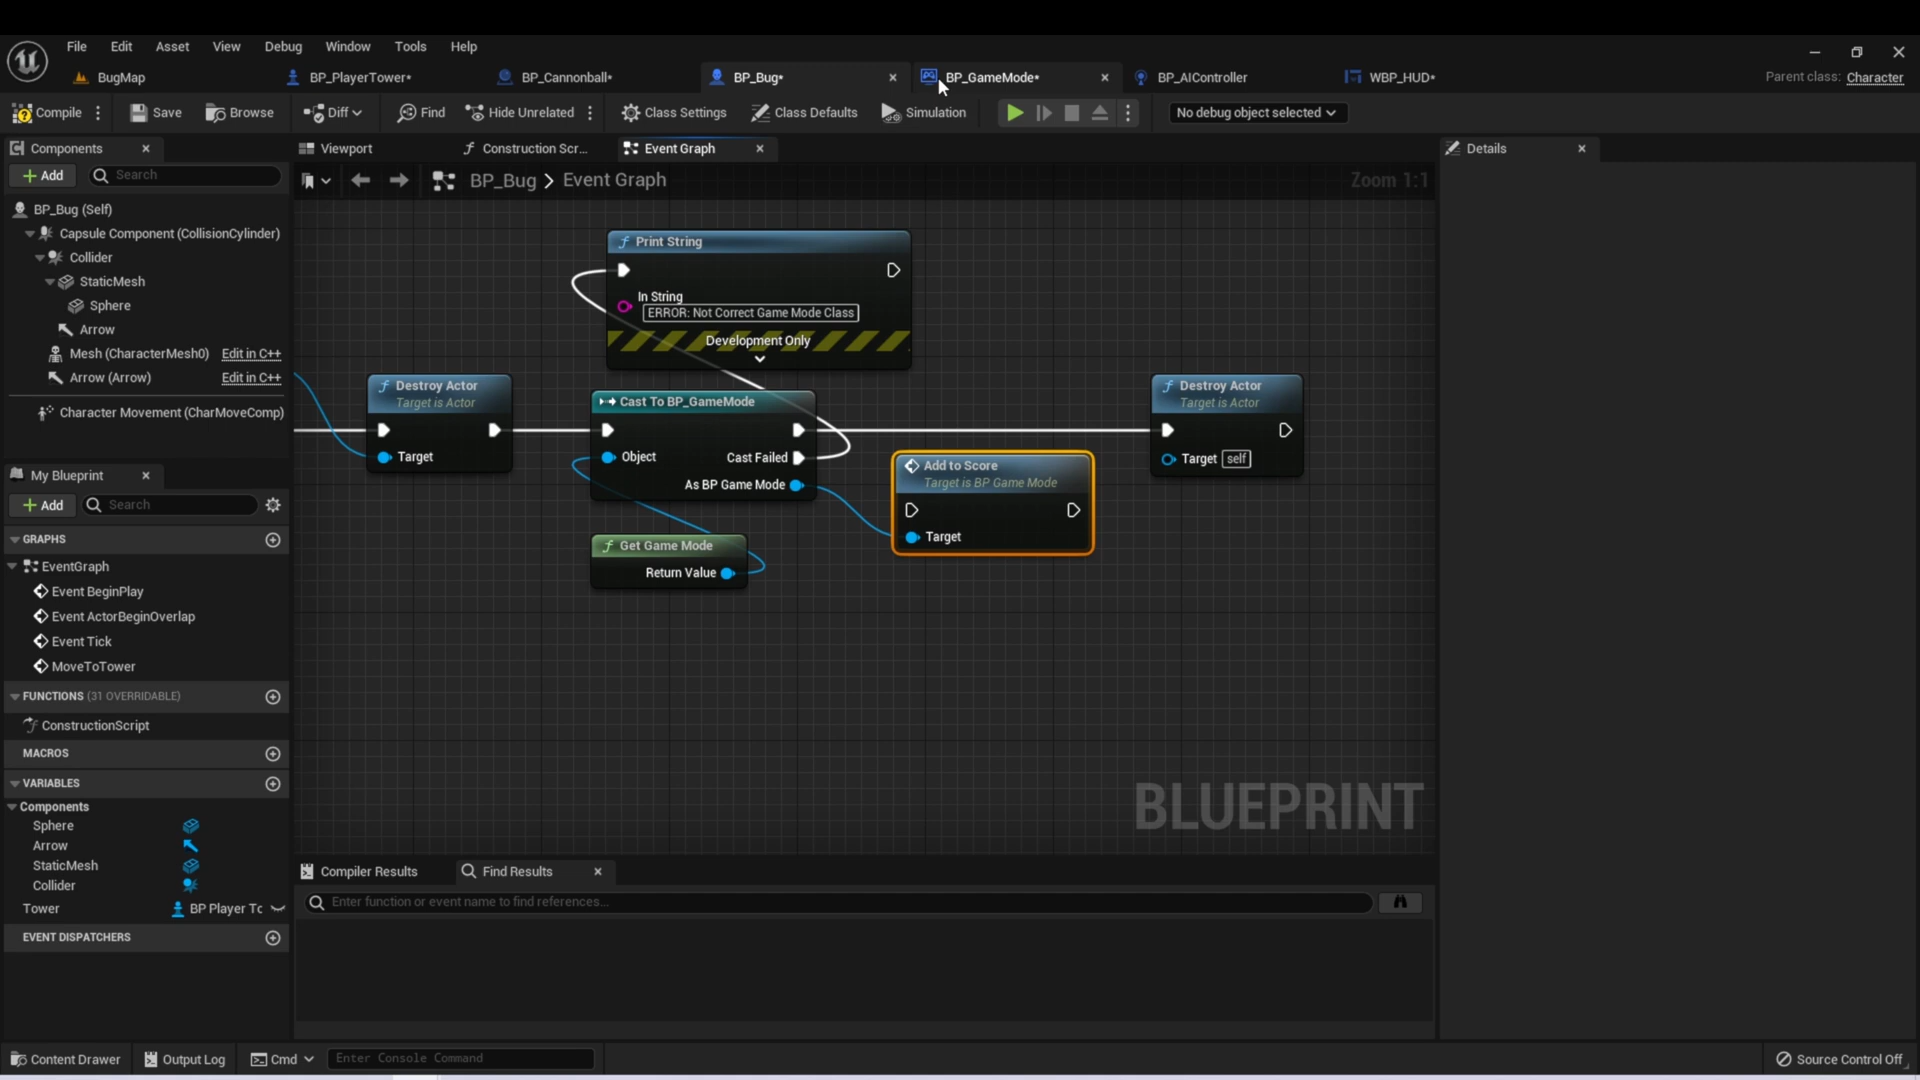 File Edit Asset View Debug Window Tools Help
BugMap BP_PlayerTower* BP_Cannonball* BP_Bug* BP_GameMode* BP_AIController WBP_HUD* Parent class: Character
Compile Save Browse Diff Find Hide Unrelated Class Settings Class Defaults Simulation No debug object selected
Components Viewport Construction Scr... Event Graph Details
Add Search BP_Bug > Event Graph Zoom 1:1
BP_Bug (Self)
Capsule Component (CollisionCylinder)
Collider
StaticMesh
Sphere
Arrow
Mesh (CharacterMesh0) Edit in C++
Arrow (Arrow) Edit in C++
Character Movement (CharMoveComp)
Print String
In String
ERROR: Not Correct Game Mode Class
Development Only
Destroy Actor
Target is Actor
Target
Cast To BP_GameMode
Object Cast Failed
As BP Game Mode
Get Game Mode
Return Value
Add to Score
Target is BP Game Mode
Target
Destroy Actor
Target is Actor
Target self
BLUEPRINT
My Blueprint
Add Search
GRAPHS
EventGraph
Event BeginPlay
Event ActorBeginOverlap
Event Tick
MoveToTower
FUNCTIONS (31 OVERRIDABLE)
ConstructionScript
MACROS
VARIABLES
Components
Sphere
Arrow
StaticMesh
Collider
Tower BP Player Tc
EVENT DISPATCHERS
Compiler Results Find Results
Enter function or event name to find references...
Content Drawer Output Log Cmd Enter Console Command Source Control Off